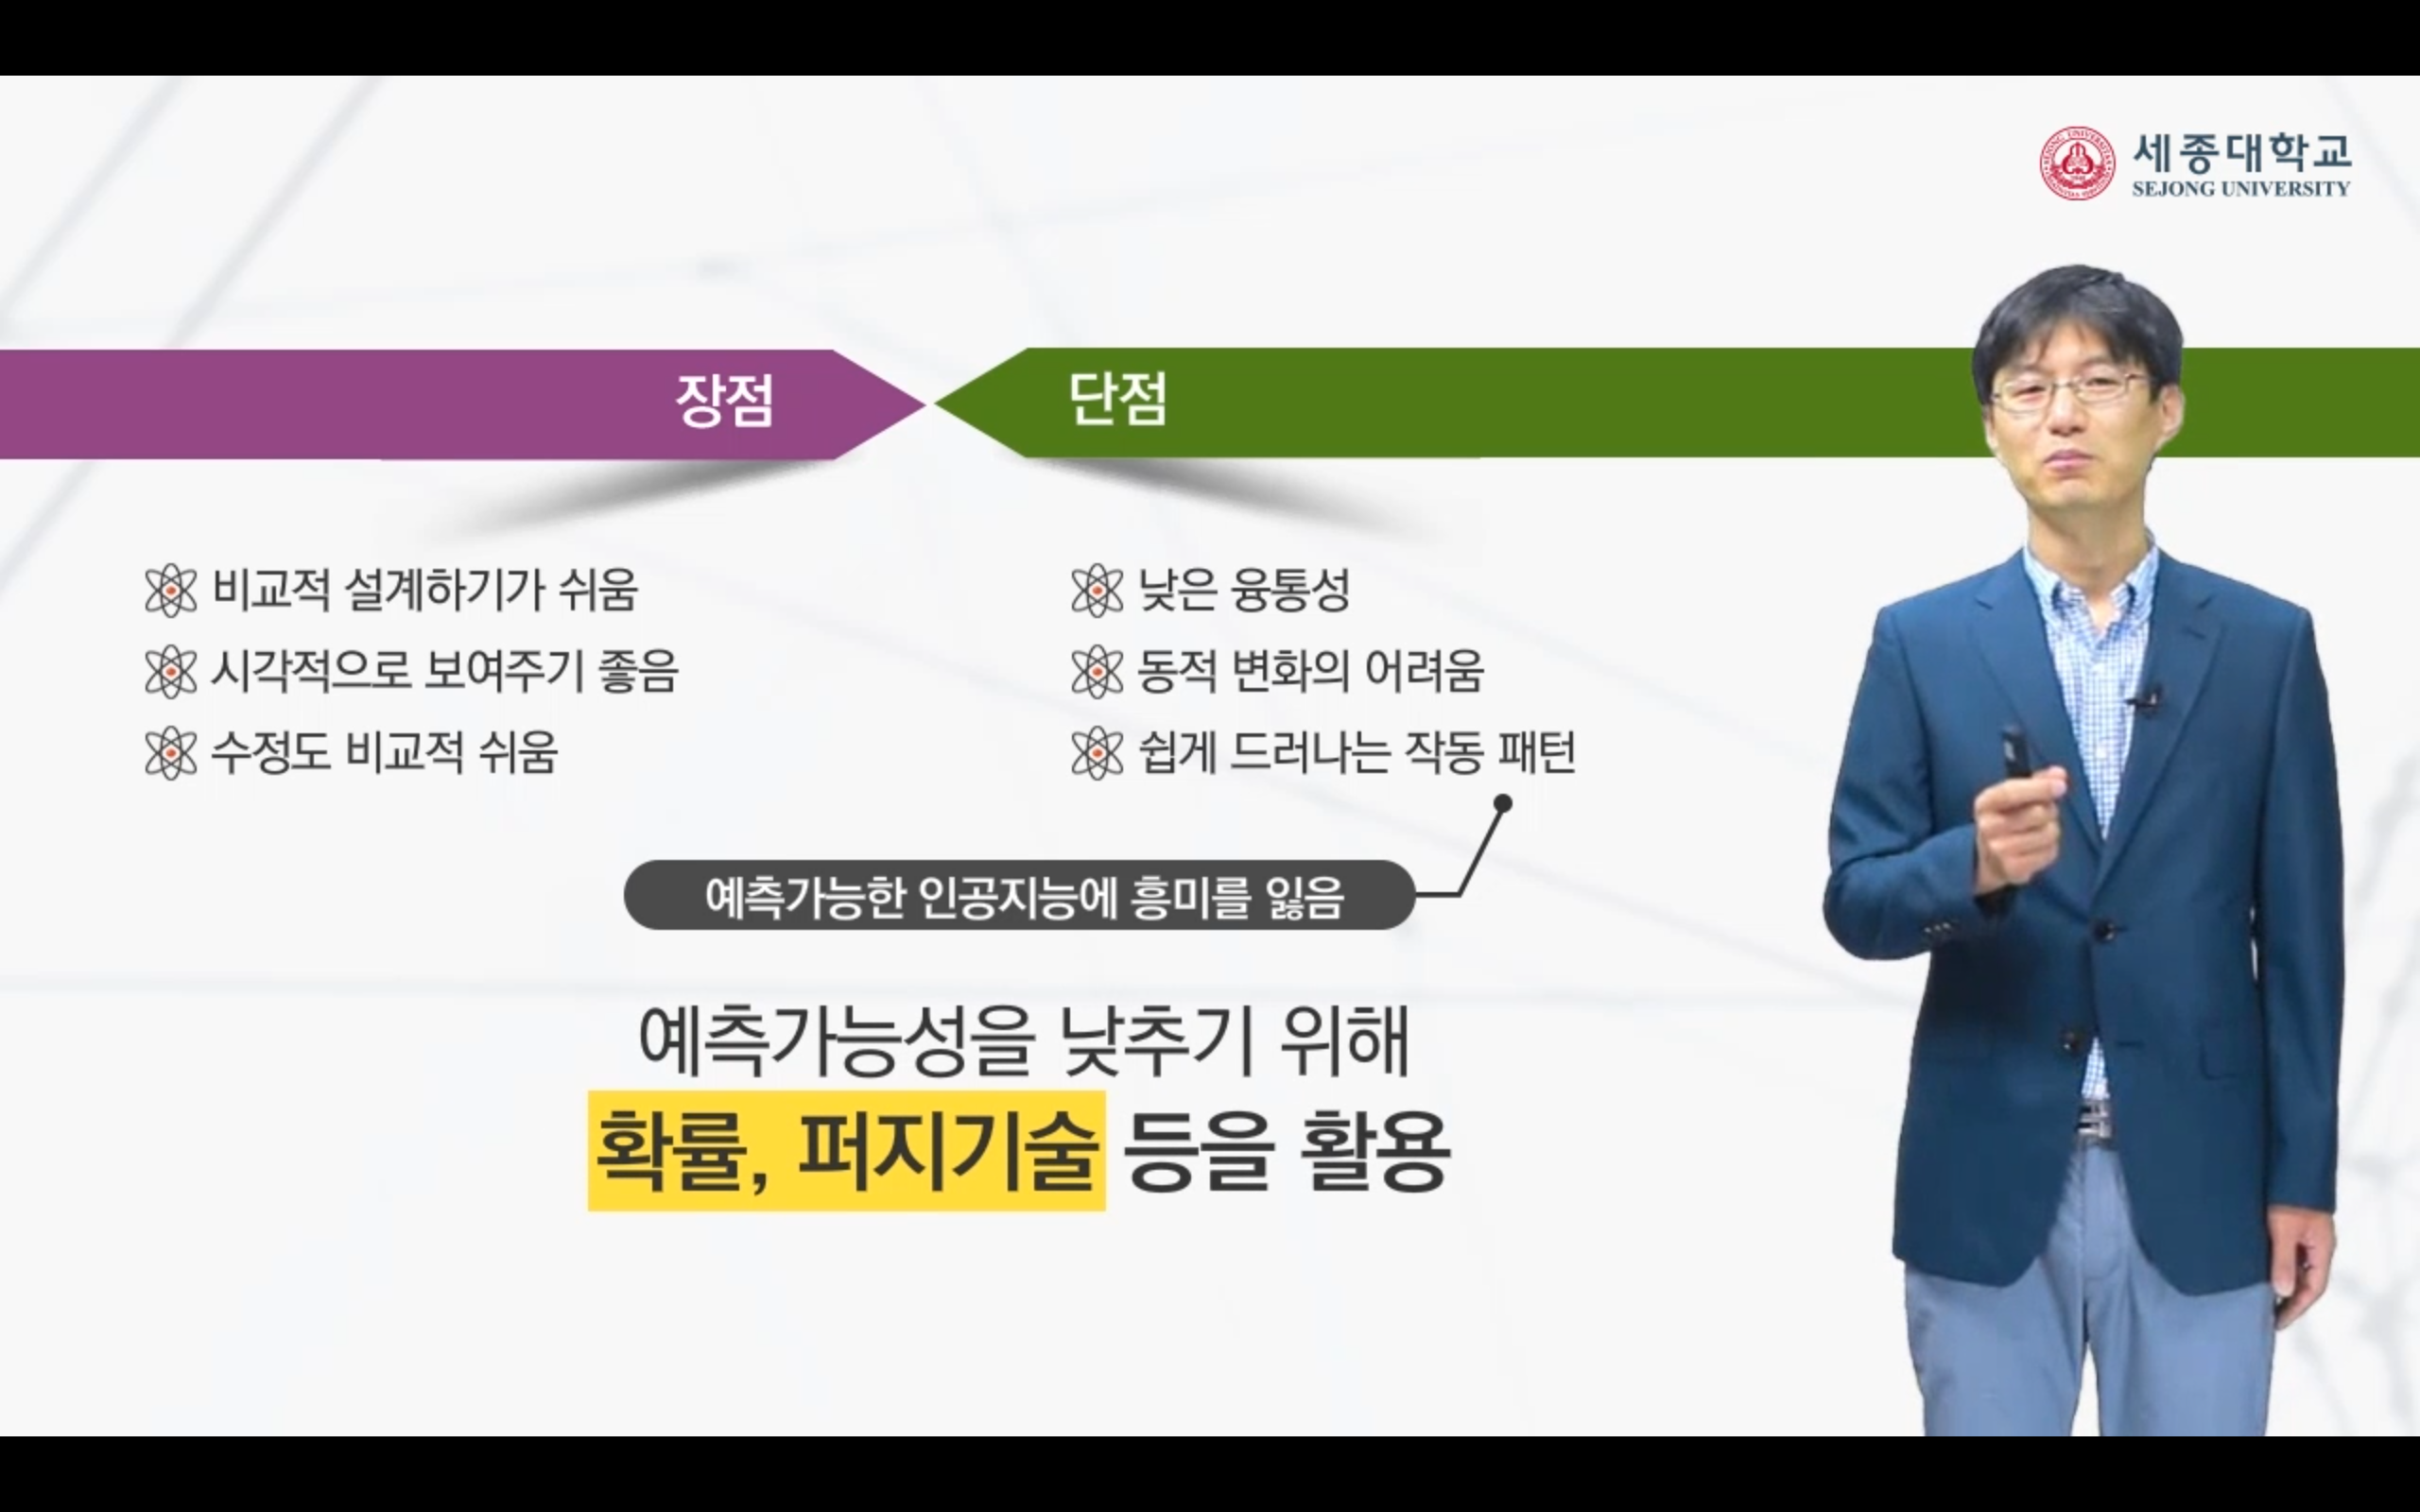 세종대학교
SEJONG UNIVERSITY
장점
단점
비교적 설계하기가 쉬움
시각적으로 보여주기 좋음
수정도 비교적 쉬움
낮은 융통성
동적 변화의 어려움
쉽게 드러나는 작동 패턴
예측가능한 인공지능에 흥미를 잃음
예측가능성을 낮추기 위해
확률, 퍼지기술 등을 활용